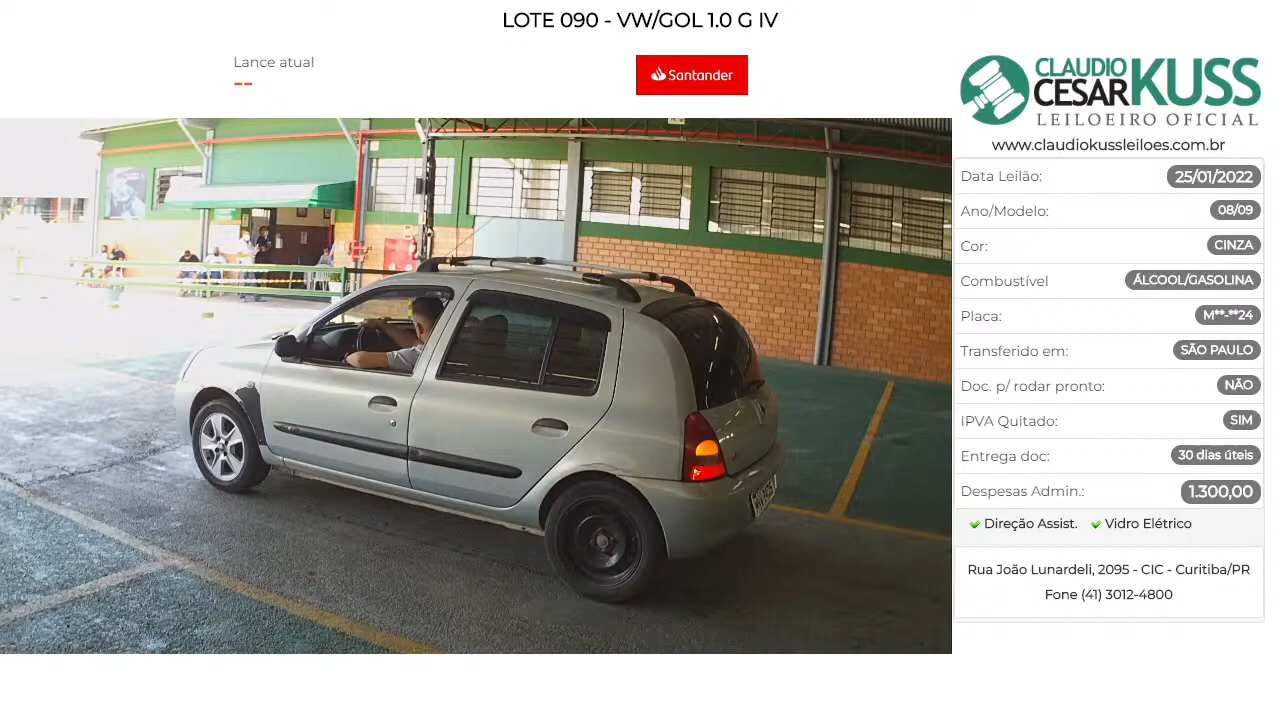 LOTE 090 - VW/GOL 1.0 G IV
Lance atual
--
Santander
CLAUDIO
CESAR KUSS
LEILOEIRO OFICIAL
www.claudiokussleiloes.com.br
Data Leilão: 25/01/2022
Ano/Modelo: 08/09
Cor: CINZA
Combustível ÁLCOOL/GASOLINA
Placa: M**-**24
Transferido em: SÃO PAULO
Doc. p/ rodar pronto: NÃO
IPVA Quitado: SIM
Entrega doc: 30 dias úteis
Despesas Admin.: 1.300,00
Direção Assist. Vidro Elétrico
Rua João Lunardeli, 2095 - CIC - Curitiba/PR
Fone (41) 3012-4800